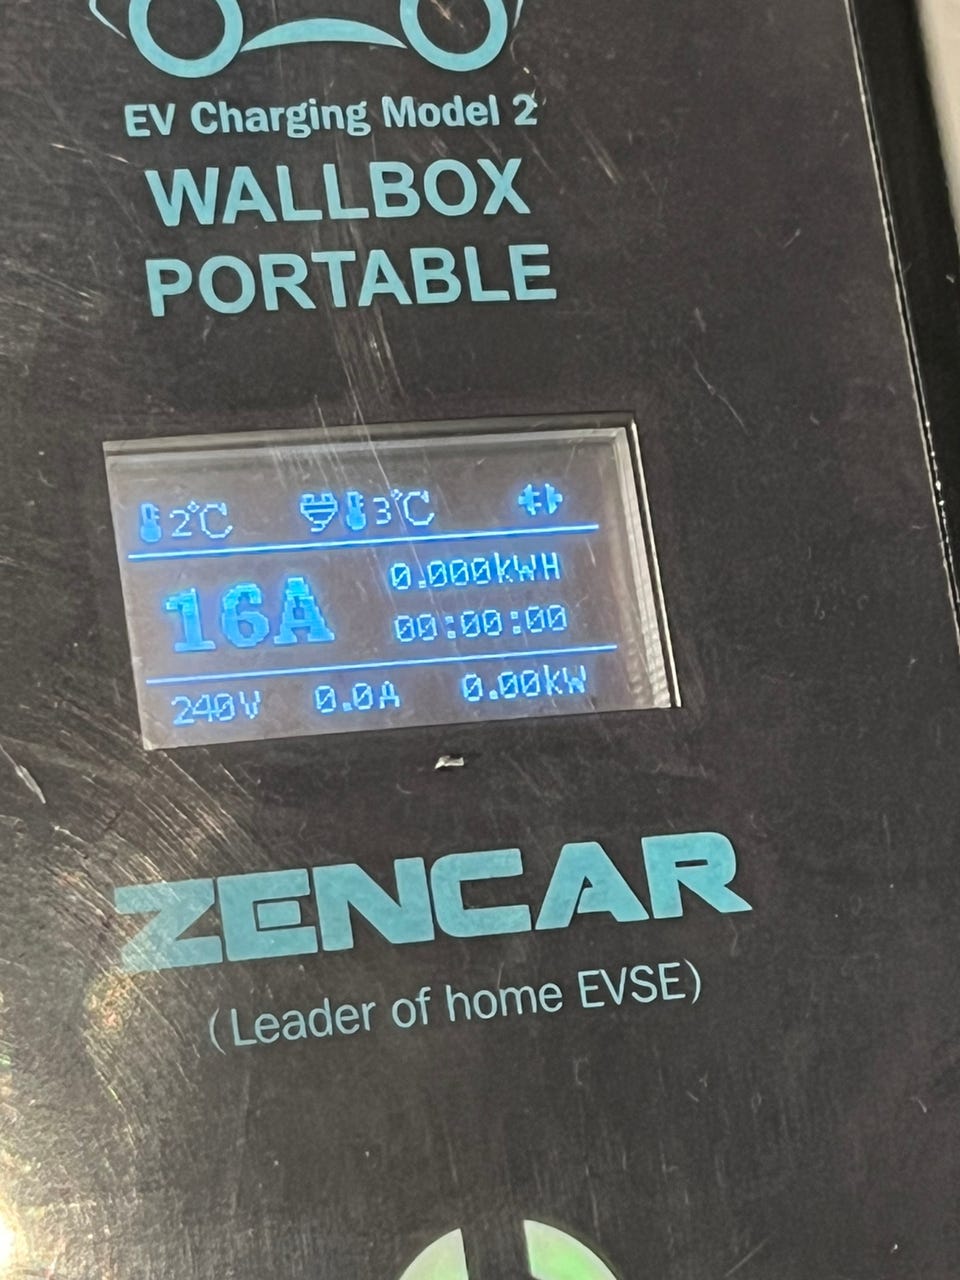 EV Charging Model 2
WALLBOX
PORTABLE
2°C 3°C
16A
0.000kWH
00:00:00
240V 0.0A 0.00kW
ZENCAR
(Leader of home EVSE)